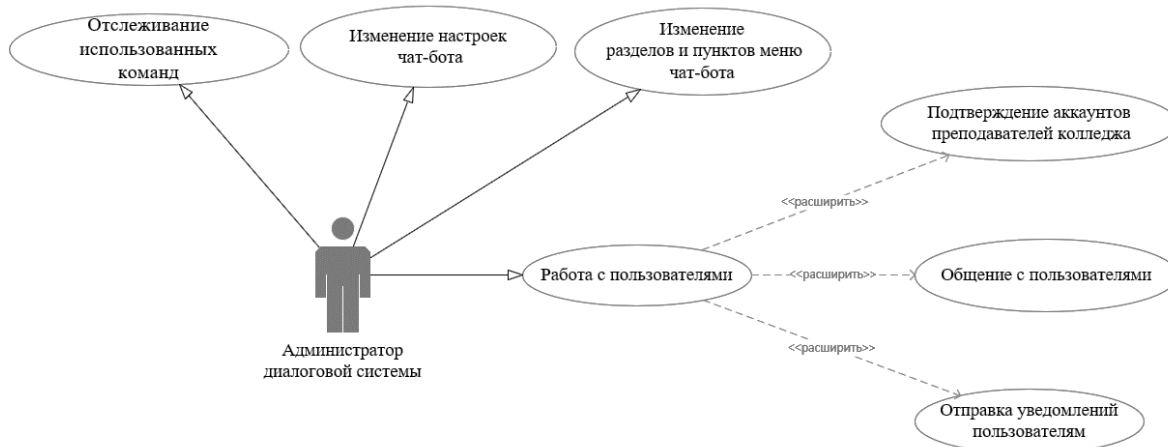 Отслеживание
использованных
команд
Изменение настроек
чат-бота
Изменение
разделов и пунктов меню
чат-бота
Подтверждение аккаунтов
преподавателей колледжа
<<расширить>>
Работа с пользователями
<<расширить>>
Общение с пользователями
<<расширить>>
Администратор
диалоговой системы
Отправка уведомлений
пользователям